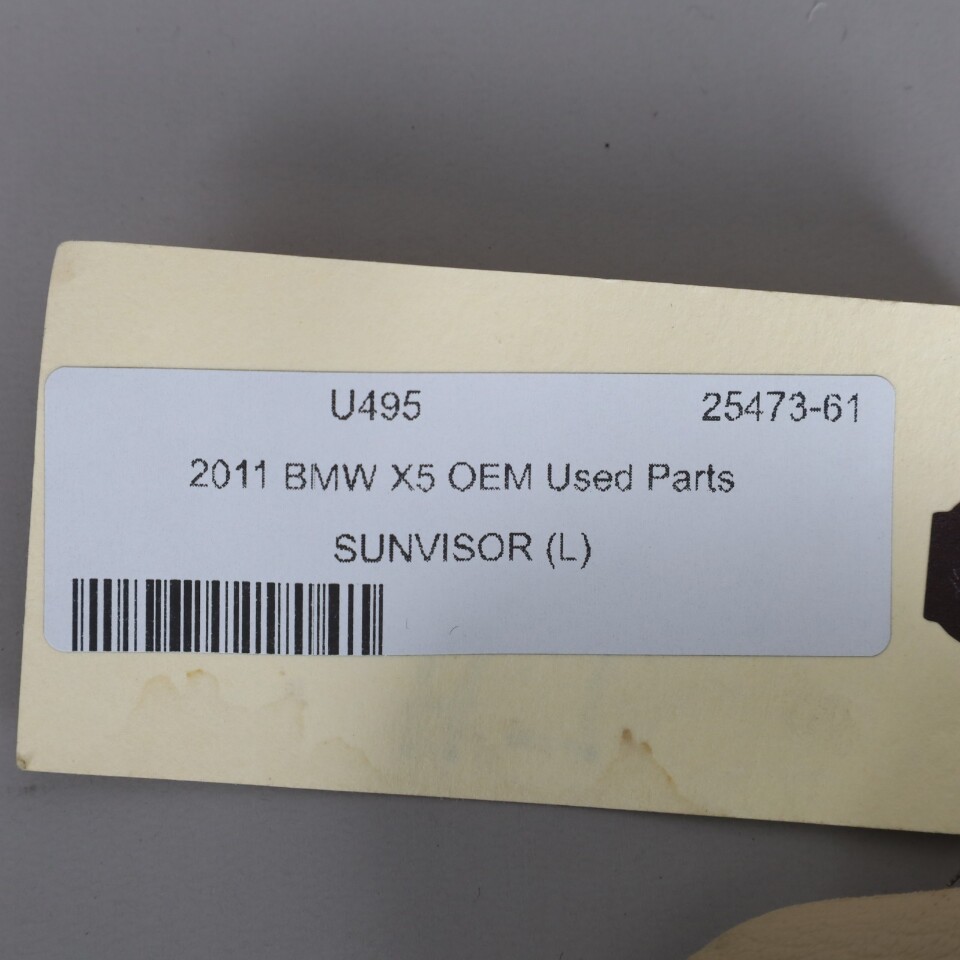 U495 25473-61
2011 BMW X5 OEM Used Parts
SUNVISOR (L)